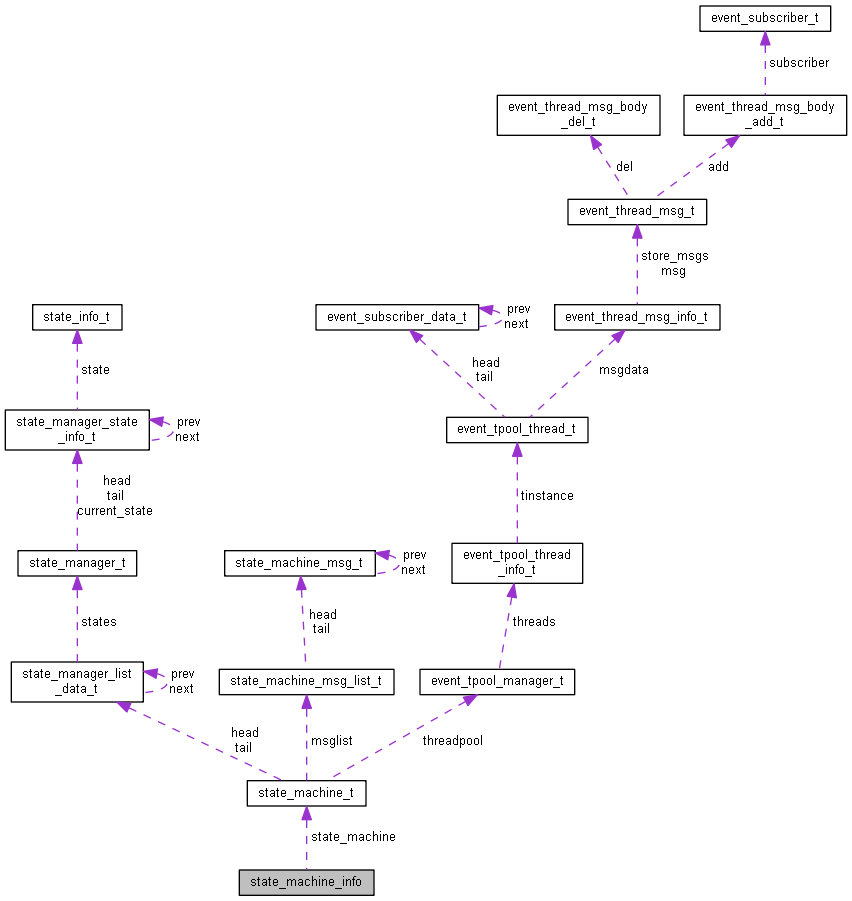 event_subscriber_t
subscriber
event_thread_msg_body
_del_t
event_thread_msg_body
_add_t
del
add
event_thread_msg_t
store_msgs
msg
state_info_t
event_subscriber_data_t
prev
next
event_thread_msg_info_t
state
head
tail
msgdata
state_manager_state
_info_t
prev
next
event_tpool_thread_t
head
tail
current_state
tinstance
state_manager_t
state_machine_msg_t
prev
next
event_tpool_thread
_info_t
states
head
tail
threads
state_manager_list
_data_t
prev
next
state_machine_msg_list_t
event_tpool_manager_t
head
tail
msglist
threadpool
state_machine_t
state_machine
state_machine_info